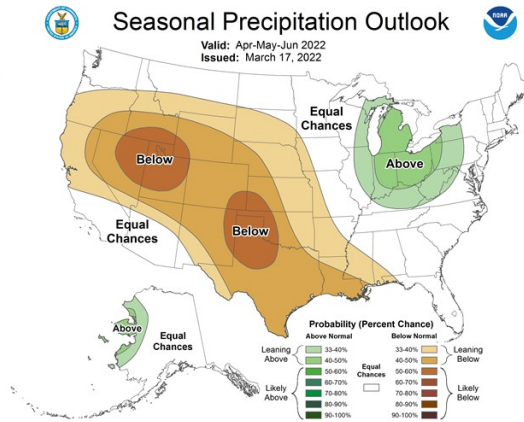 Seasonal Precipitation Outlook
NOAA
Valid: Apr-May-Jun 2022
Issued: March 17, 2022
Equal
Chances
Above
Below
Below
Equal
Chances
Above
Equal
Chances
Probability (Percent Chance)
Above Normal
Below Normal
Leaning
Above
33-40%
40-50%
Likely
Above
50-60%
60-70%
70-80%
80-90%
90-100%
Equal
Chances
33-40%
40-50%
Leaning
Below
50-60%
60-70%
70-80%
80-90%
90-100%
Likely
Below